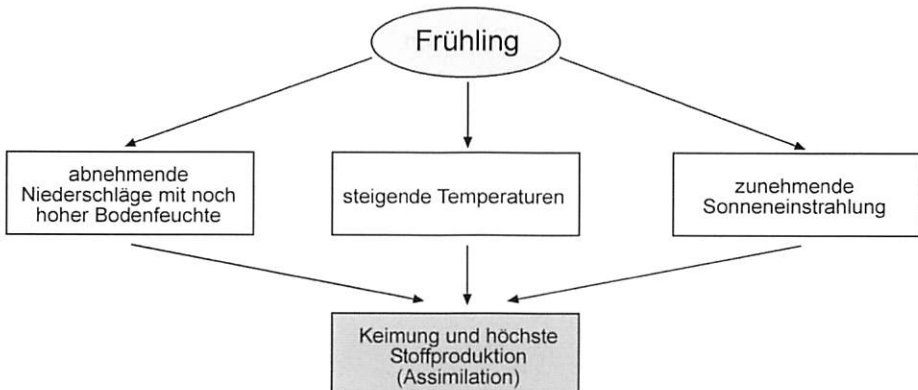 Frühling
abnehmende
Niederschläge mit noch
hoher Bodenfeuchte
steigende Temperaturen
zunehmende
Sonneneinstrahlung
Keimung und höchste
Stoffproduktion
(Assimilation)